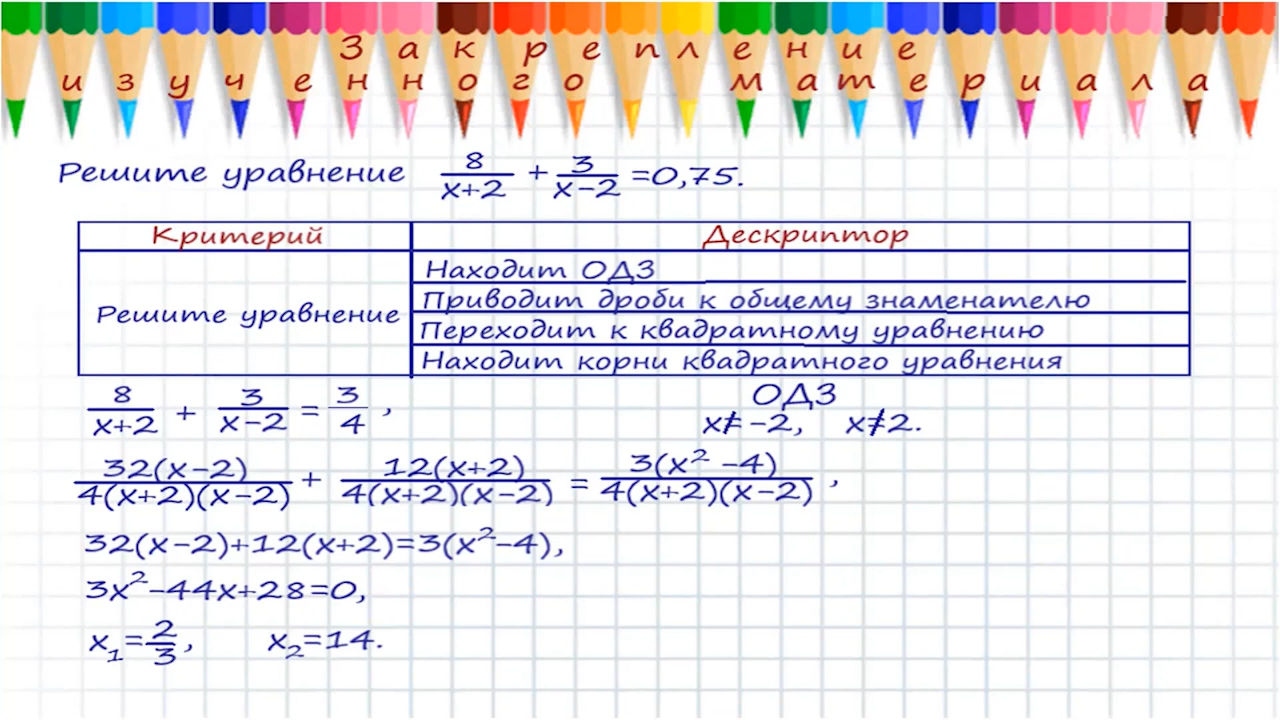 Закрепление
изученного материала
Решите уравнение 8/(x+2) + 3/(x-2) =0,75.
Критерий Дескриптор
Решите уравнение
Находит ОДЗ
Приводит дроби к общему знаменателю
Переходит к квадратному уравнению
Находит корни квадратного уравнения
8/(x+2) + 3/(x-2) = 3/4 ,
ОДЗ
x≠-2, x≠2.
32(x-2)/(4(x+2)(x-2)) + 12(x+2)/(4(x+2)(x-2)) = 3(x² -4)/(4(x+2)(x-2)) ,
32(x-2)+12(x+2)=3(x²-4),
3x²-44x+28=0,
x₁=2/3, x₂=14.